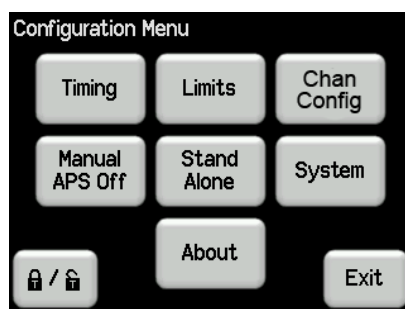 Configuration Menu
Timing
Limits
Chan
Config
Manual
APS Off
Stand
Alone
System
About
/
Exit